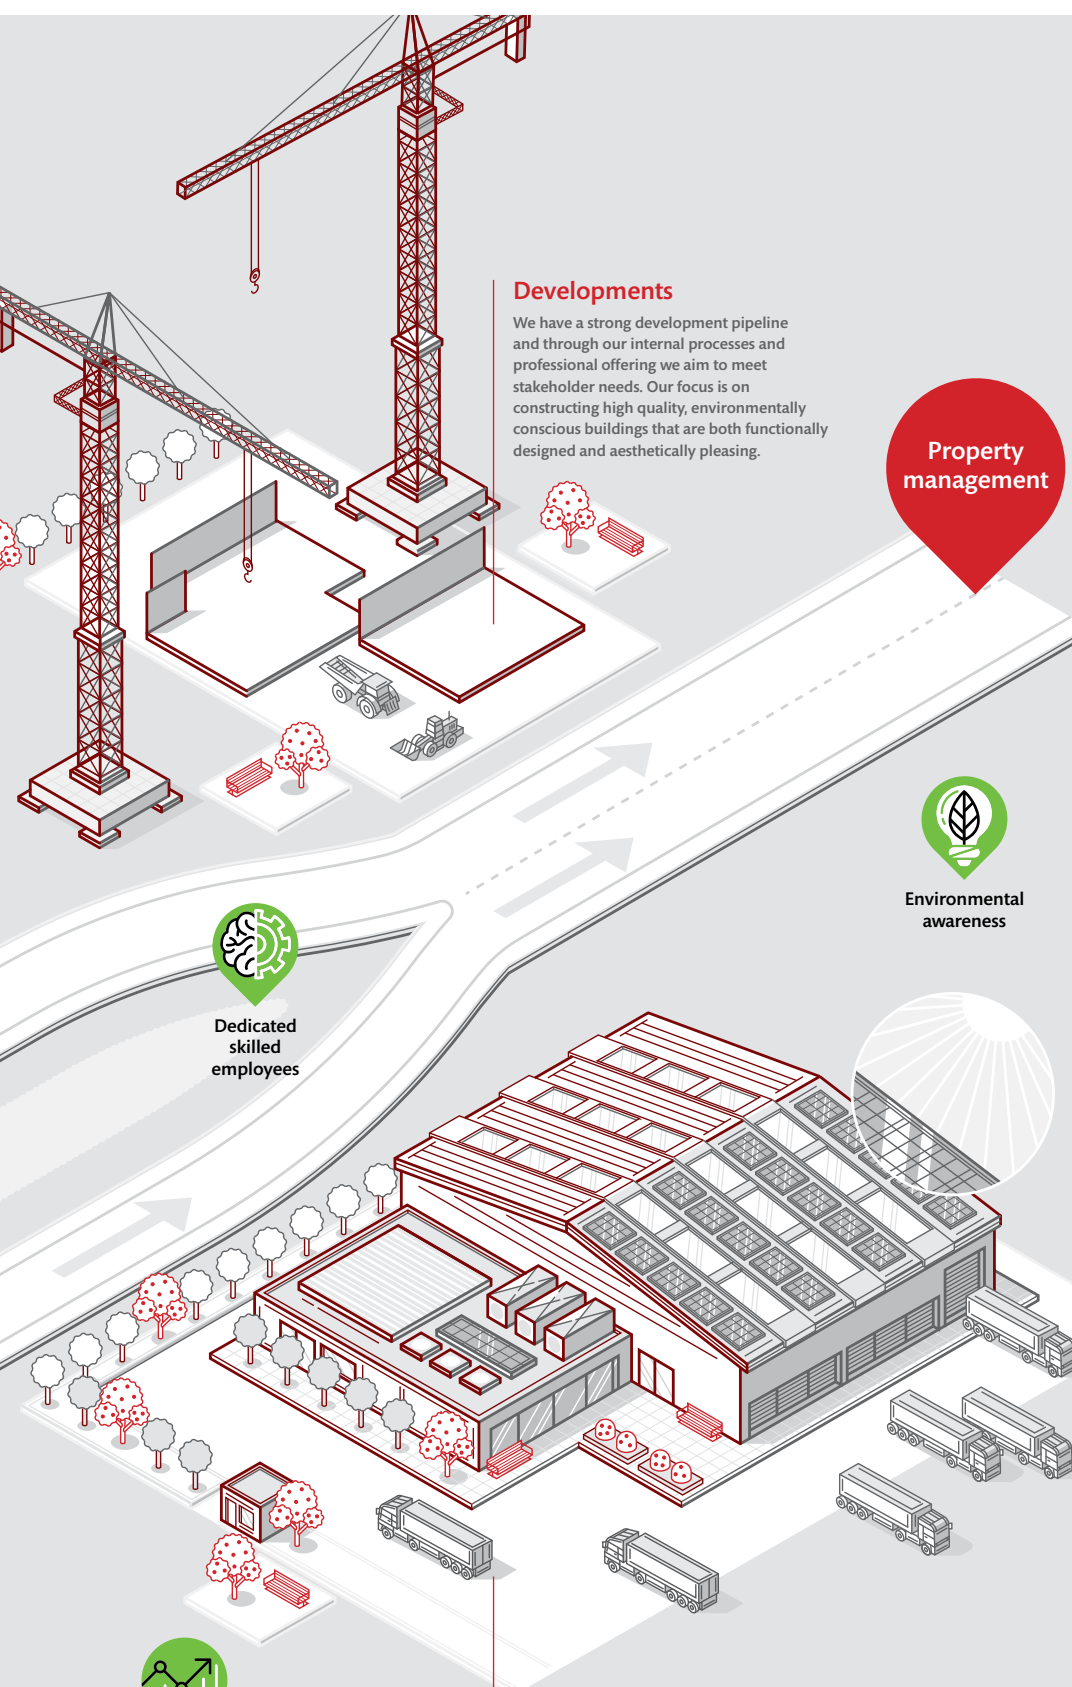 Developments
We have a strong development pipeline
and through our internal processes and
professional offering we aim to meet
stakeholder needs. Our focus is on
constructing high quality, environmentally
conscious buildings that are both functionally
designed and aesthetically pleasing.
Property
management
Environmental
awareness
Dedicated
skilled
employees